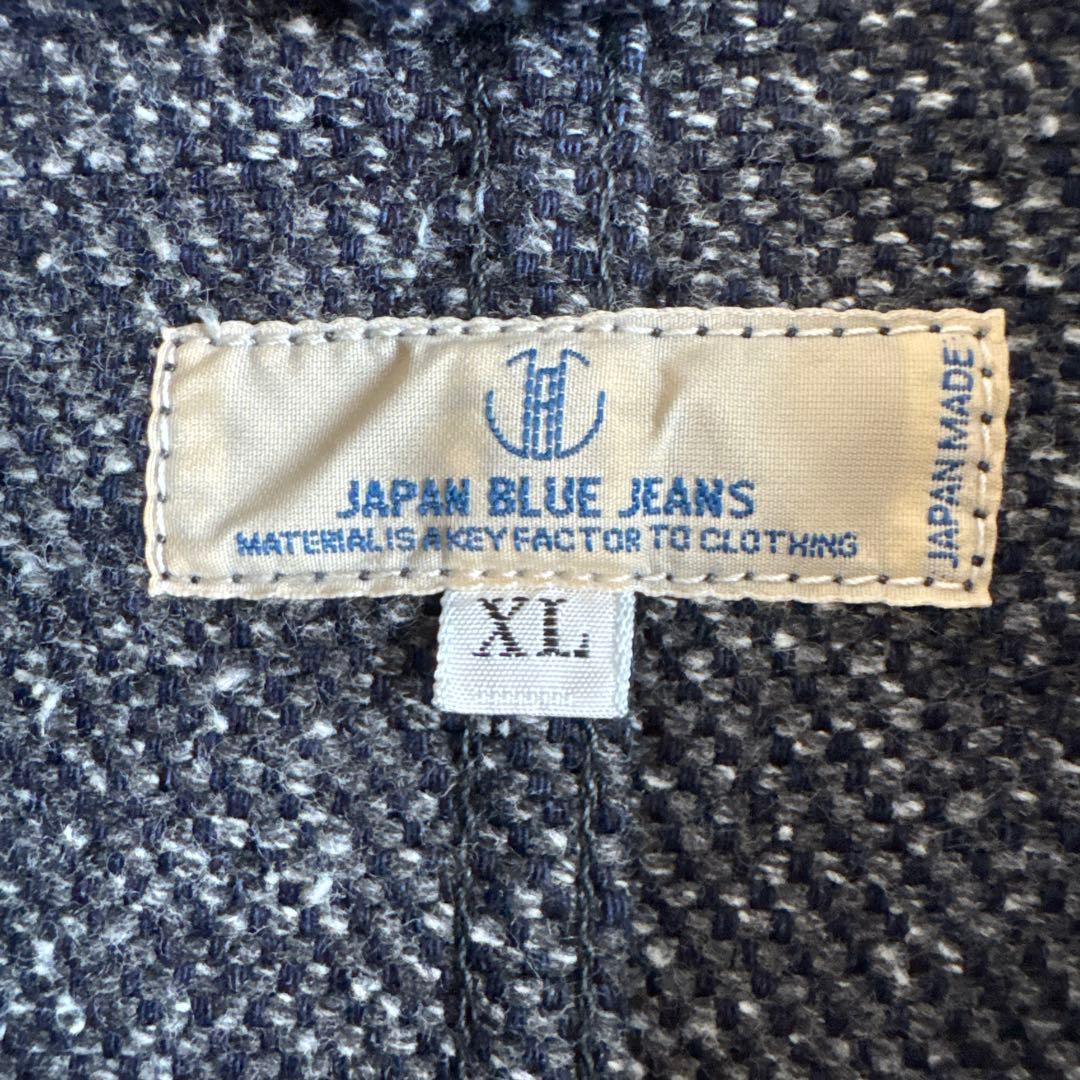 JAPAN BLUE JEANS
MATERIAL IS A KEY FACTOR TO CLOTHING
JAPAN MADE
XL